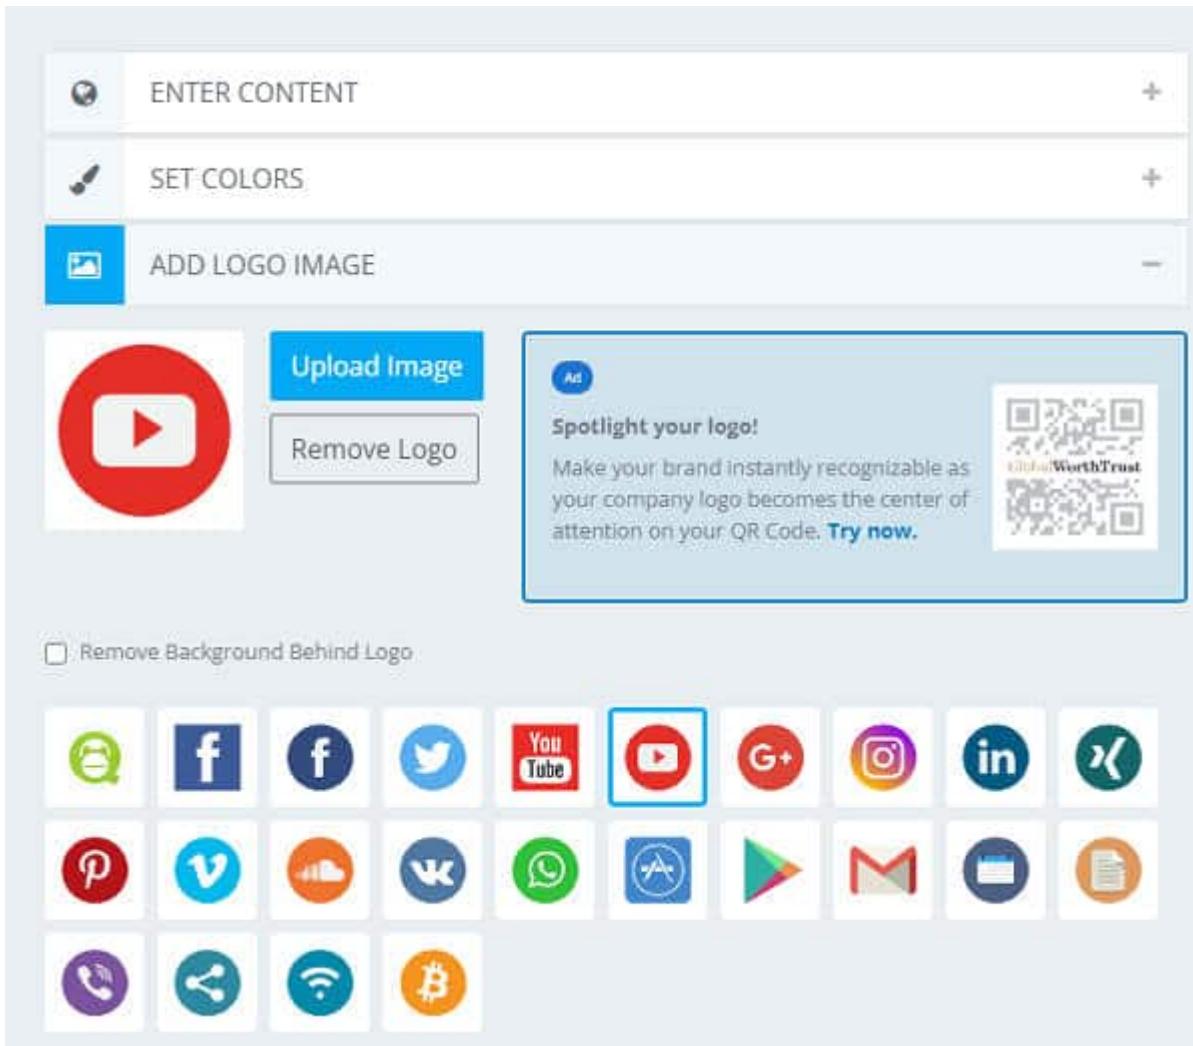 ENTER CONTENT
SET COLORS
ADD LOGO IMAGE
Upload Image
Remove Logo
Ad
Spotlight your logo!
Make your brand instantly recognizable as
your company logo becomes the center of
attention on your QR Code. Try now.
GlobalWorthTrust
Remove Background Behind Logo
f
f
You
Tube
G+
in